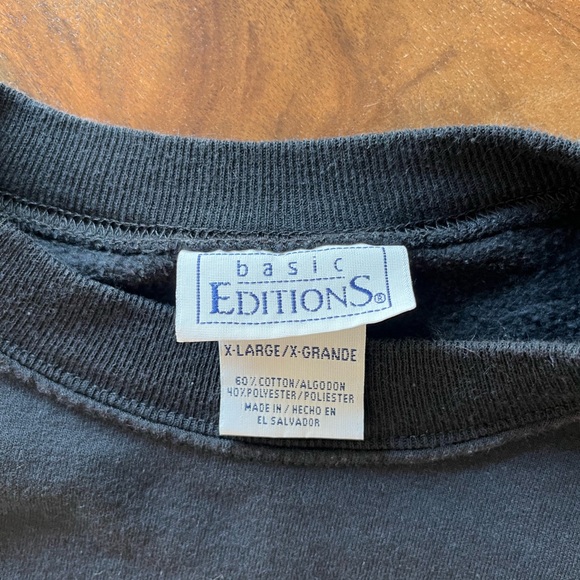 basic
EDITIONS®
X-LARGE/X-GRANDE
60% COTTON/ALGODON
40% POLYESTER/POLIESTER
MADE IN / HECHO EN
EL SALVADOR